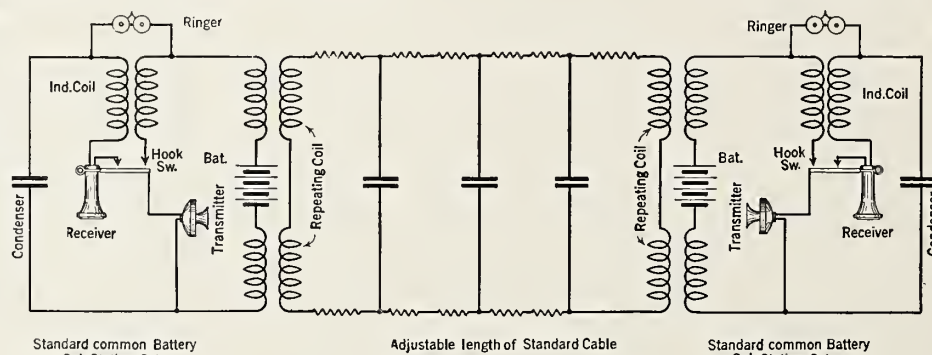 Ringer
Ind.Coil
Hook
Sw.
Condenser
Receiver
Transmitter
Bat.
Repeating Coil
Repeating Coil
Bat.
Transmitter
Ringer
Ind.Coil
Hook
Sw.
Receiver
Condenser
Standard common Battery
Adjustable length of Standard Cable
Standard common Battery